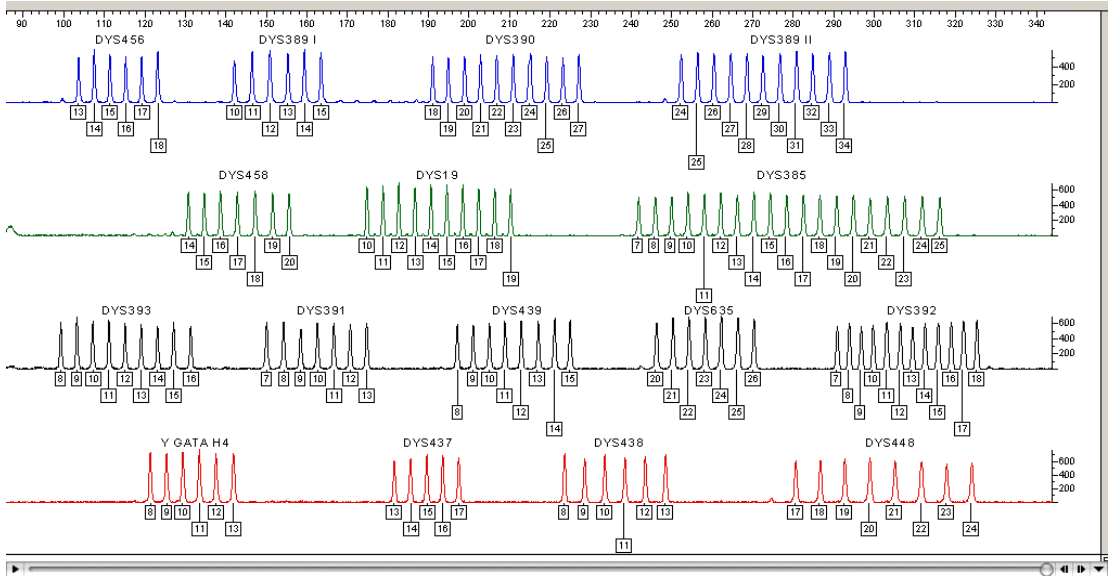 90 100 110 120 130 140 150 160 170 180 190 200 210 220 230 240 250 260 270 280 290 300 310 320 330 340
DYS456 DYS389 I DYS390 DYS389 II
400
200
13 15 17 10 11 13 15 18 20 22 24 26 27 24 26 29 32
14 16 12 14 19 21 23 27 30 33
18 25 28 31 34
25
DYS458 DYS19 DYS385
600
400
200
14 16 19 10 12 14 16 18 7 8 9 10 12 15 18 21 24 25
15 17 20 11 13 15 17 13 16 19 22
18 19 14 17 20 23
11
DYS393 DYS391 DYS439 DYS635 DYS392
600
400
200
8 9 10 12 14 16 7 8 9 10 12 9 10 13 15 20 23 26 7 10 13 16 18
11 13 15 11 13 11 21 24 8 11 14
8 12 22 25 9 12 15
14 17
Y GATA H4 DYS437 DYS438 DYS448
600
400
200
8 9 10 12 13 15 17 8 9 10 12 13 17 18 19 21 23
11 13 14 16 20 22 24
11